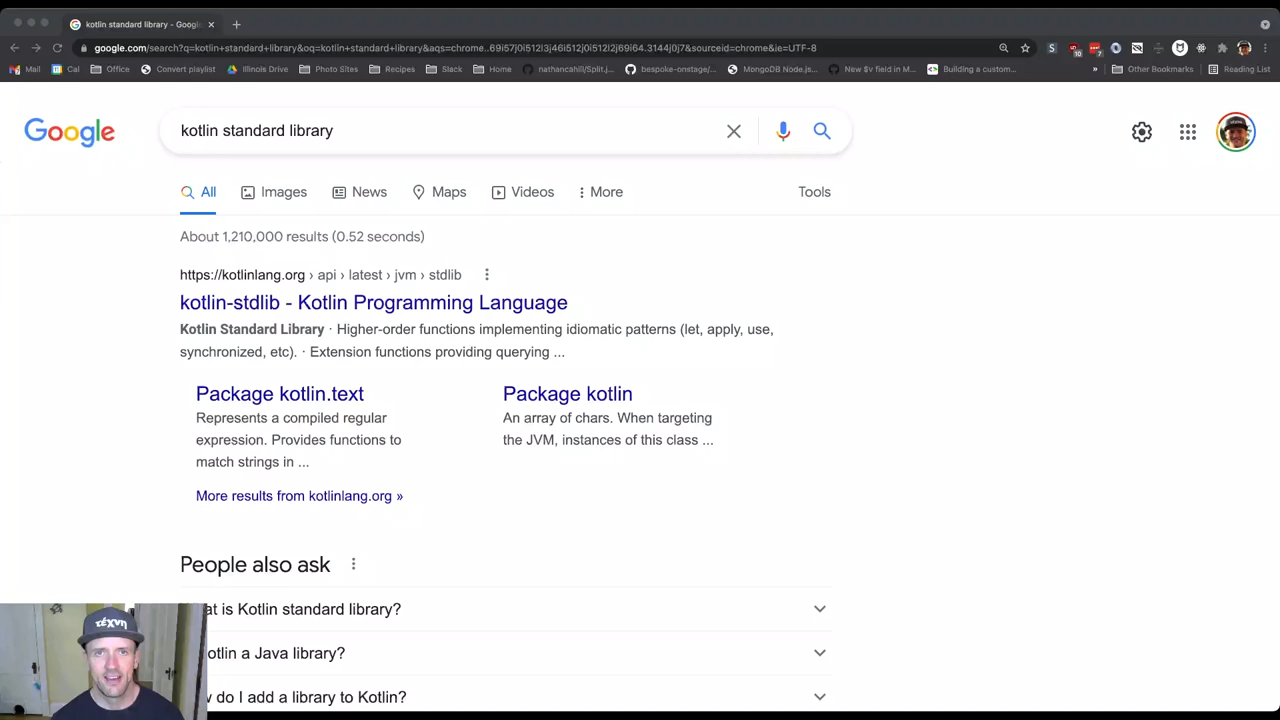 kotlin standard library - Googl
google.com/search?q=kotlin+standard+library&oq=kotlin+standard+library&aqs=chrome..69i57j0i512l3j46i512j0i512l2j69i64.3144j0j7&sourceid=chrome&ie=UTF-8
Mail Cal Office Convert playlist Illinois Drive Photo Sites Recipes Slack Home nathancahill/Split.j... bespoke-onstage/... MongoDB Node.js... New $v field in M... Building a custom... » Other Bookmarks Reading List
Google kotlin standard library
All Images News Maps Videos More Tools
About 1,210,000 results (0.52 seconds)
https://kotlinlang.org › api › latest › jvm › stdlib
kotlin-stdlib - Kotlin Programming Language
Kotlin Standard Library · Higher-order functions implementing idiomatic patterns (let, apply, use,
synchronized, etc). · Extension functions providing querying ...
Package kotlin.text
Represents a compiled regular
expression. Provides functions to
match strings in ...
Package kotlin
An array of chars. When targeting
the JVM, instances of this class ...
More results from kotlinlang.org »
People also ask
at is Kotlin standard library?
otlin a Java library?
w do I add a library to Kotlin?
τέχνη